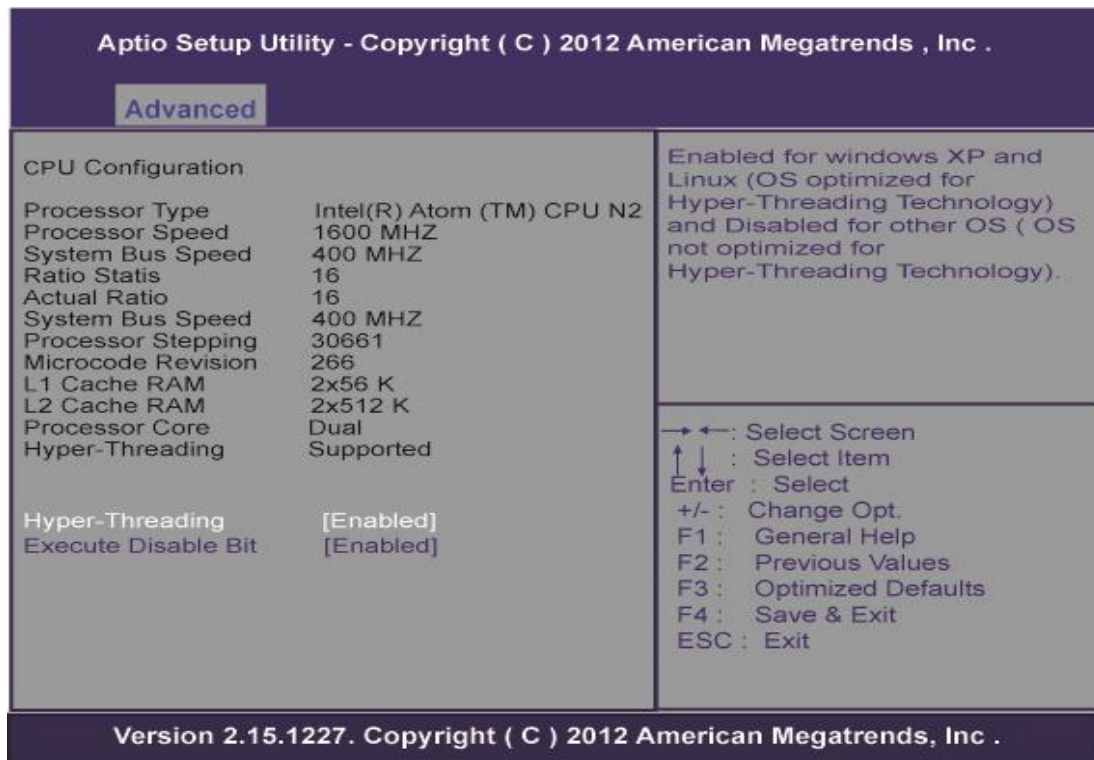 Aptio Setup Utility - Copyright ( C ) 2012 American Megatrends , Inc .
Advanced
CPU Configuration
Processor Type Intel(R) Atom (TM) CPU N2
Processor Speed 1600 MHZ
System Bus Speed 400 MHZ
Ratio Statis 16
Actual Ratio 16
System Bus Speed 400 MHZ
Processor Stepping 30661
Microcode Revision 266
L1 Cache RAM 2x56 K
L2 Cache RAM 2x512 K
Processor Core Dual
Hyper-Threading Supported
Hyper-Threading [Enabled]
Execute Disable Bit [Enabled]
Enabled for windows XP and
Linux (OS optimized for
Hyper-Threading Technology)
and Disabled for other OS ( OS
not optimized for
Hyper-Threading Technology).
→ ←: Select Screen
↑ ↓ : Select Item
Enter : Select
+/- : Change Opt.
F1 : General Help
F2 : Previous Values
F3 : Optimized Defaults
F4 : Save & Exit
ESC : Exit
Version 2.15.1227. Copyright ( C ) 2012 American Megatrends, Inc .